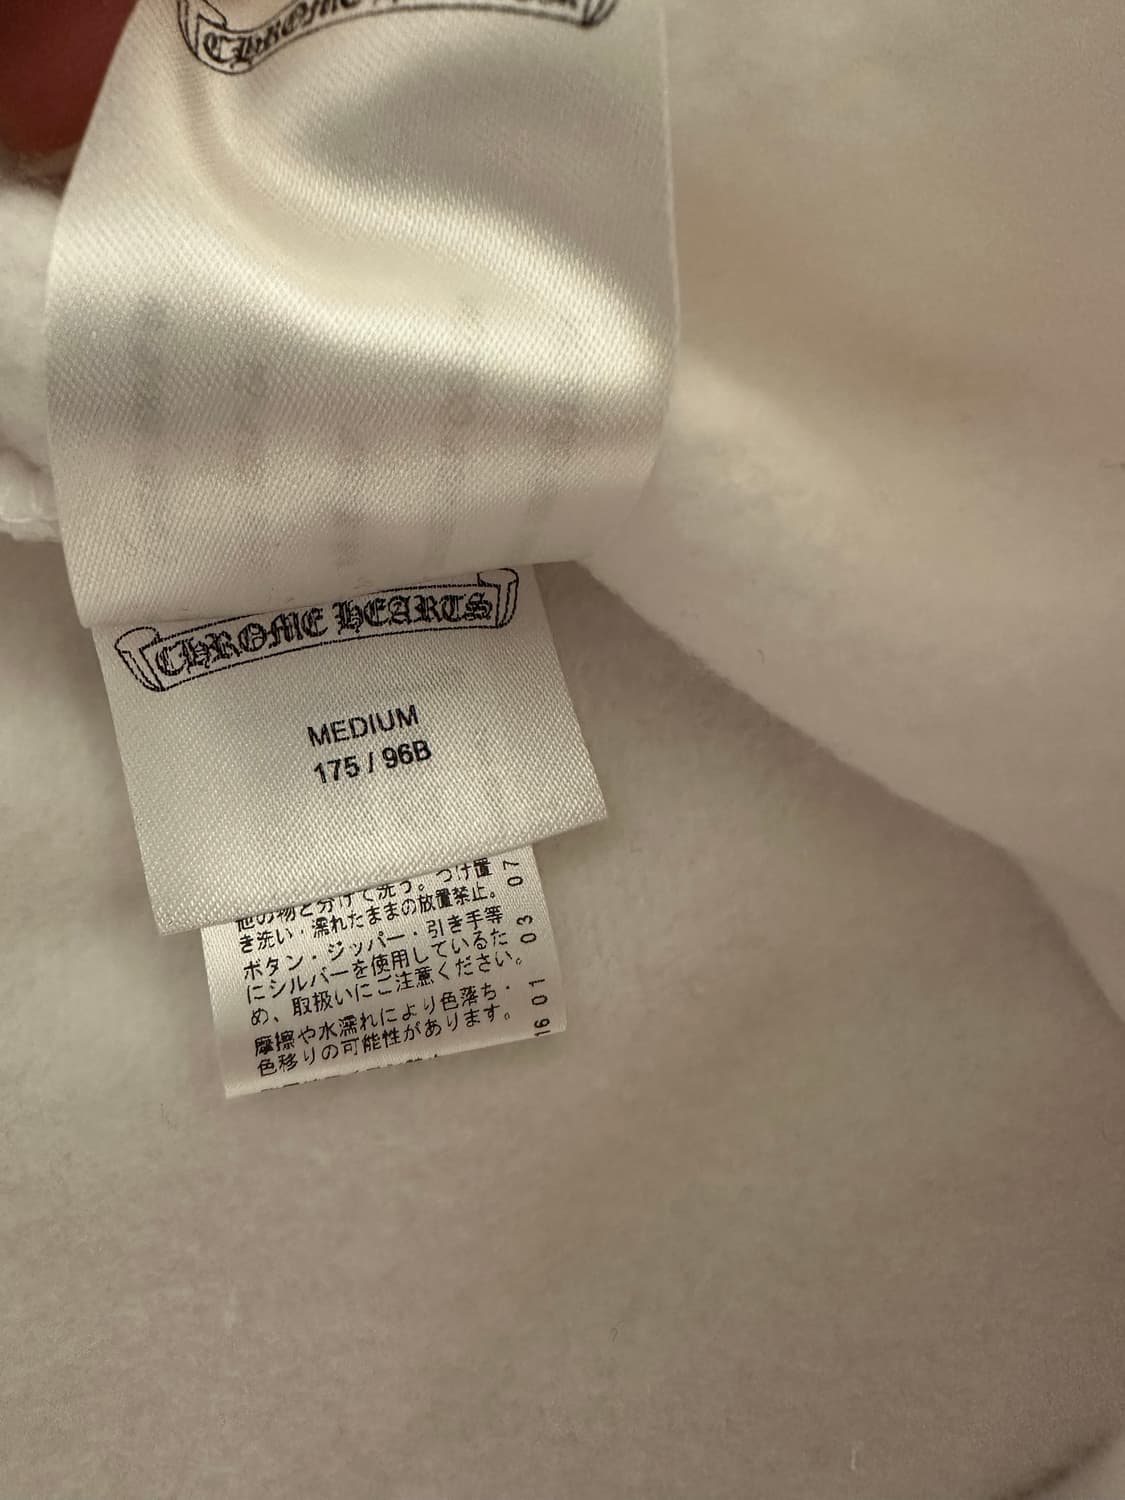 CHROME
CHROME HEARTS
MEDIUM
175 / 96B
他の物と分けて洗う。つけ置
き洗い・濡れたままの放置禁止。
ボタン・ジッパー・引き手等
にシルバーを使用しているた
め、取扱いにご注意ください。
摩擦や水濡れにより色落ち・
色移りの可能性があります。
16 01 03 07